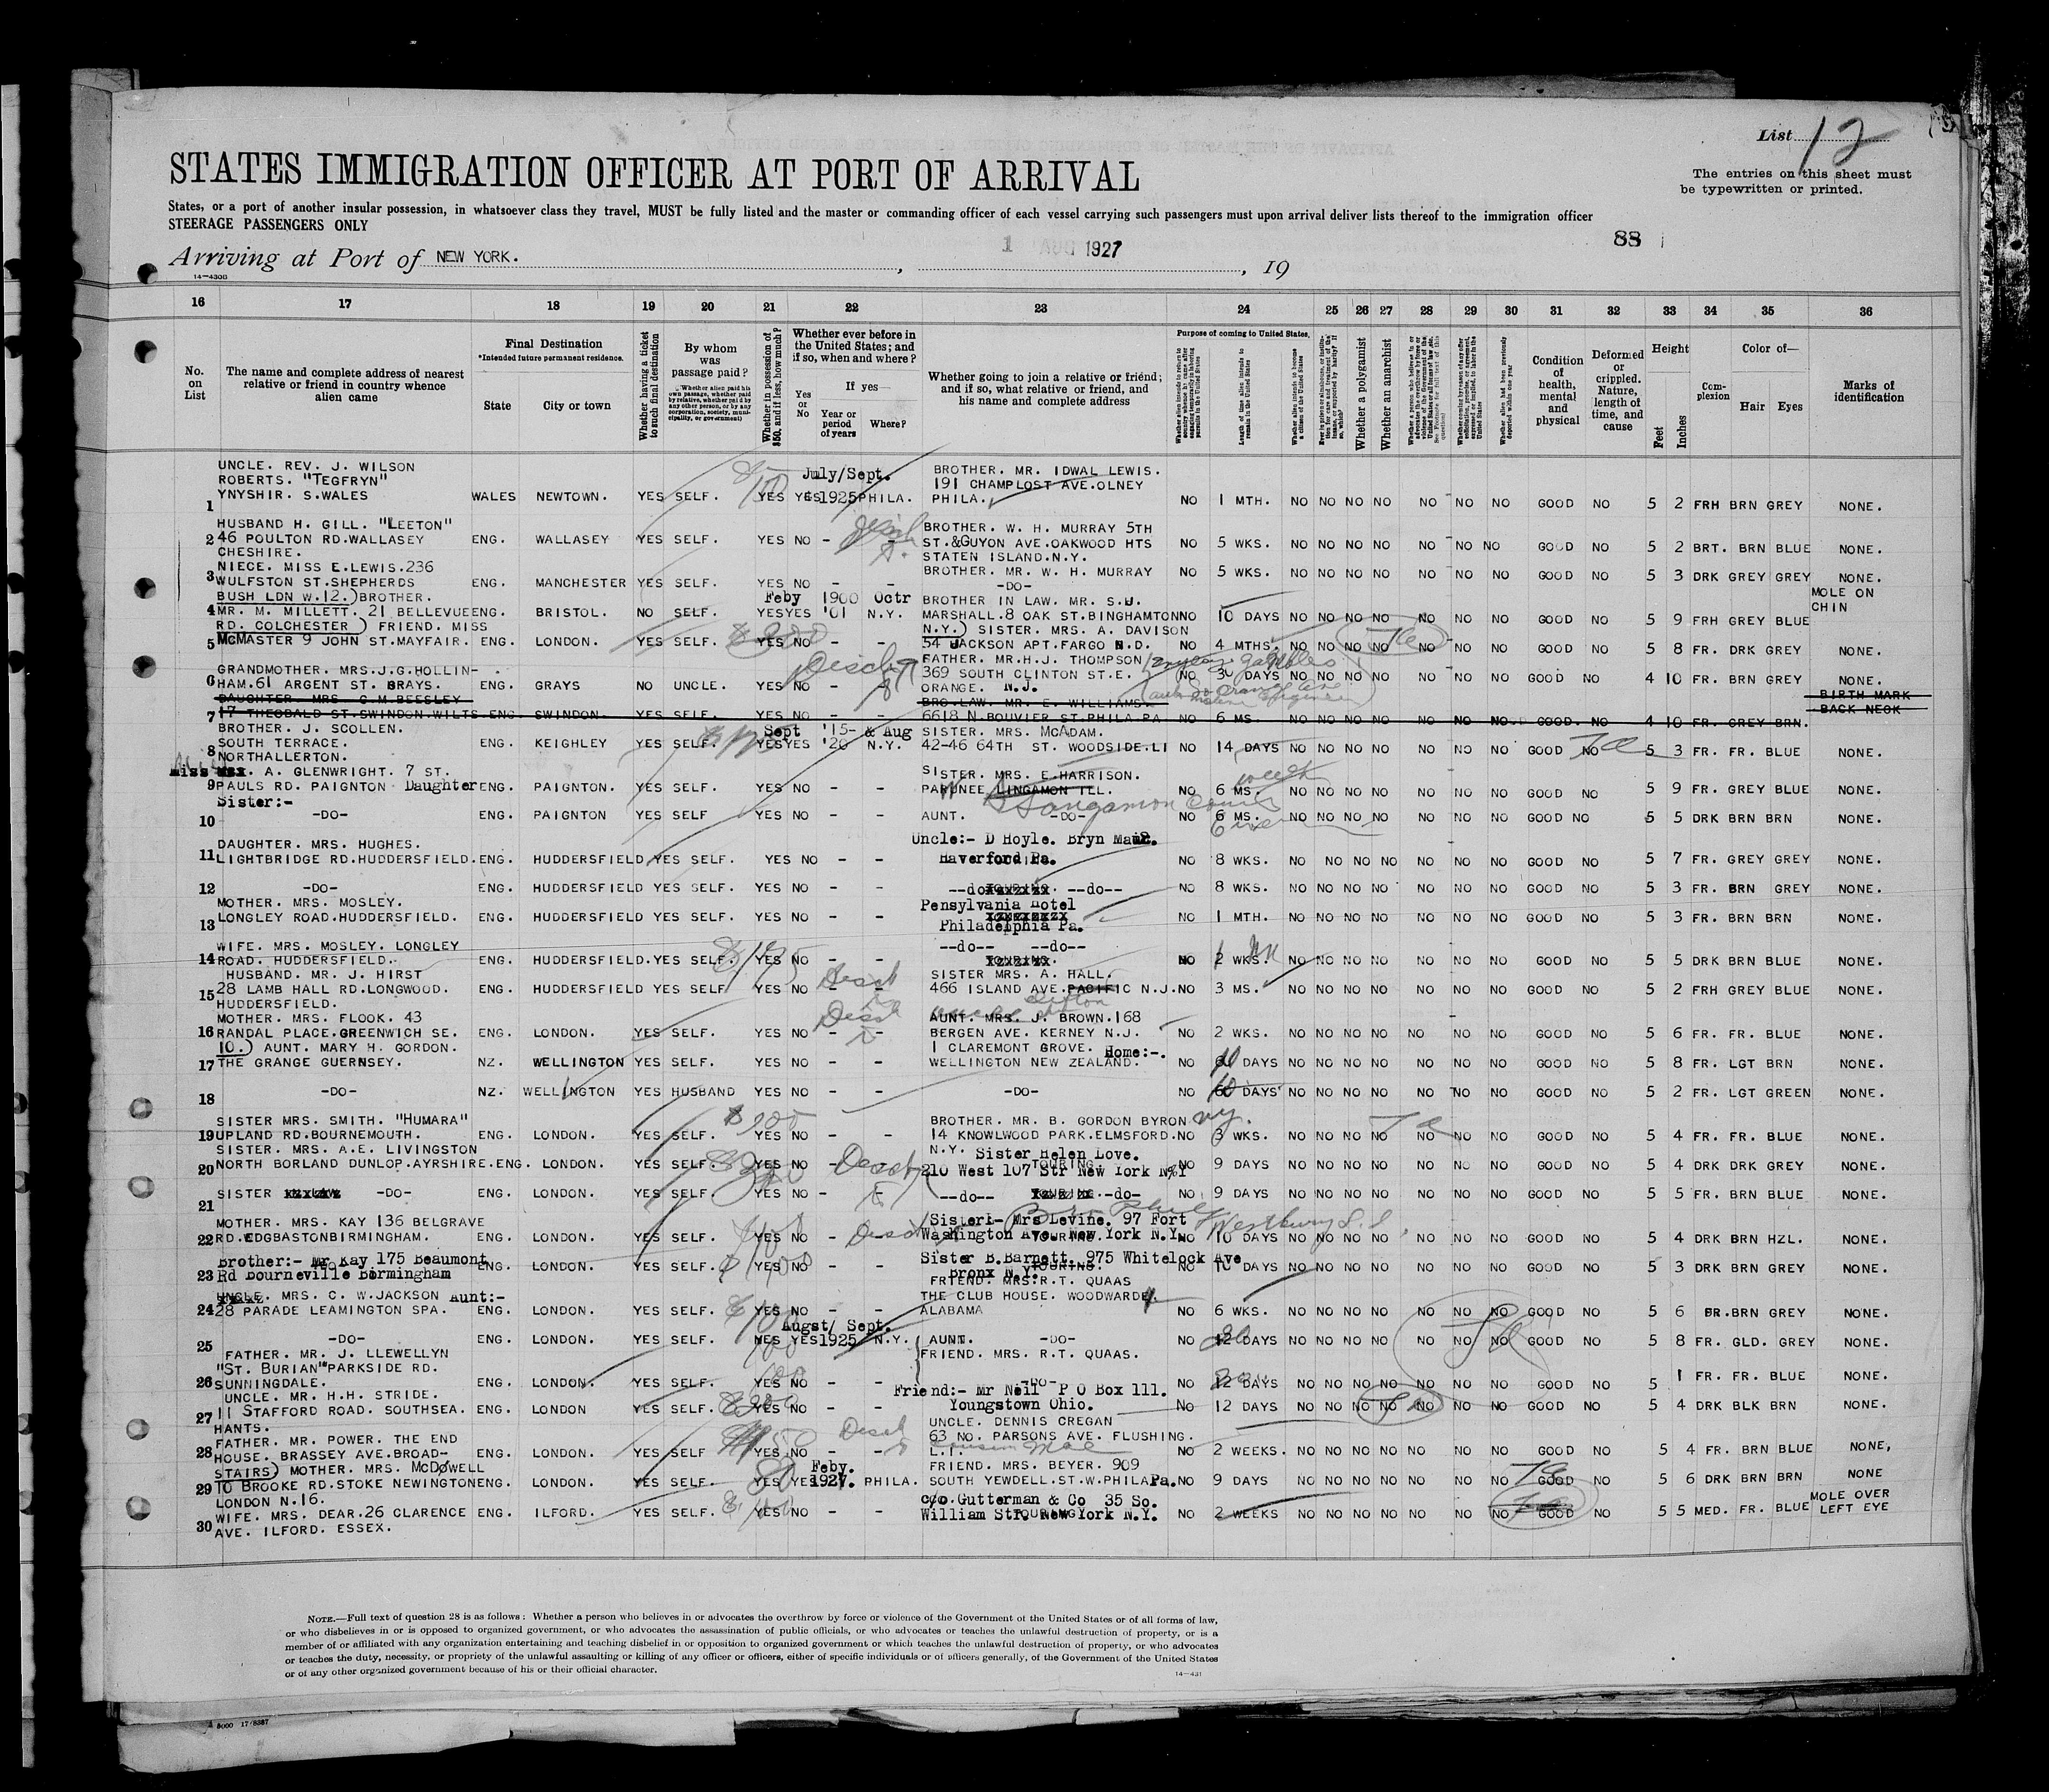 List 12
The entries on this sheet must
be typewritten or printed.
STATES IMMIGRATION OFFICER AT PORT OF ARRIVAL
States, or a port of another insular possession, in whatsoever class they travel, MUST be fully listed and the master or commanding officer of each vessel carrying such passengers must upon arrival deliver lists thereof to the immigration officer
STEERAGE PASSENGERS ONLY
88
Arriving at Port of NEW YORK. , 1 AUG 1927 , 19
14—430B
16 17 18 19 20 21 22 23 24 25 26 27 28 29 30 31 32 33 34 35 36
No. on List
The name and complete address of nearest relative or friend in country whence alien came
Final Destination
*Intended future permanent residence.
State City or town
Whether having a ticket to such final destination
By whom was passage paid?
Whether in possession of $50, and if less, how much?
Whether ever before in the United States; and if so, when and where?
Yes or No
If yes—
Year or period of years
Where?
Whether going to join a relative or friend; and if so, what relative or friend, and his name and complete address
Purpose of coming to United States.
Length of time alien intends to remain in the United States
Whether alien intends to become a citizen of the United States
Whether a polygamist
Whether an anarchist
Condition of health, mental and physical
Deformed or crippled. Nature, length of time, and cause
Height
Feet Inches
Complexion
Color of—
Hair Eyes
Marks of identification
UNCLE. REV. J. WILSON July/Sept. BROTHER. MR. IDWAL LEWIS.
ROBERTS. "TEGFRYN" 191 CHAMPLOST AVE.OLNEY
1 YNYSHIR. S.WALES WALES NEWTOWN. YES SELF. YES YES 1925 PHILA. PHILA. NO 1 MTH. NO NO NO NO NO NO NO GOOD NO 5 2 FRH BRN GREY NONE.
HUSBAND H. GILL. "LEETON" BROTHER. W. H. MURRAY 5TH
2 46 POULTON RD.WALLASEY ENG. WALLASEY YES SELF. YES NO - - ST.&GUYON AVE.OAKWOOD HTS NO 5 WKS. NO NO NO NO NO NO NO GOOD NO 5 2 BRT. BRN BLUE NONE.
CHESHIRE. STATEN ISLAND.N.Y.
NIECE. MISS E.LEWIS.236 BROTHER. MR. W. H. MURRAY
3 WULFSTON ST.SHEPHERDS ENG. MANCHESTER YES SELF. YES NO - - -DO- NO 5 WKS. NO NO NO NO NO NO NO GOOD NO 5 3 DRK GREY GREY NONE.
BUSH LDN W.12.) BROTHER. Feby 1900 Octr BROTHER IN LAW. MR. S.U. MOLE ON CHIN
4 MR. M. MILLETT. 21 BELLEVUE ENG. BRISTOL. NO SELF. YES YES '01 N.Y. MARSHALL.8 OAK ST.BINGHAMTON NO 10 DAYS NO NO NO NO NO NO NO GOOD NO 5 9 FRH GREY BLUE
RD. COLCHESTER) FRIEND. MISS N.Y.) SISTER. MRS. A. DAVISON
5 MCMASTER 9 JOHN ST.MAYFAIR. ENG. LONDON. YES SELF. YES NO - - 54 JACKSON APT.FARGO N.D. NO 4 MTHS. NO NO NO NO NO NO NO GOOD NO 5 8 FR. DRK GREY NONE.
GRANDMOTHER. MRS.J.G.HOLLIN- FATHER. MR.H.J. THOMPSON
6 HAM.61 ARGENT ST. GRAYS. ENG. GRAYS NO UNCLE. YES NO - 369 SOUTH CLINTON ST.E. NO 30 DAYS NO NO NO NO NO NO NO GOOD NO 4 10 FR. BRN GREY NONE.
ORANGE. N.J.
DAUGHTER. MRS. C.M.BEESLEY BRO.LAW. MR. E. WILLIAMS. BIRTH MARK BACK NECK
7 17 THEOBALD ST.SWINDON.WILTS ENG. SWINDON. YES SELF. YES NO - - 6618 N.BOUVIER ST.PHILA.PA. NO 6 MS. NO NO NO NO NO NO NO GOOD. NO 4 10 FR. GREY BRN.
BROTHER. J. SCOLLEN. Sept '15- & Aug SISTER. MRS. MCADAM.
8 SOUTH TERRACE. ENG. KEIGHLEY YES SELF. YES YES '20 N.Y. 42-46 64TH ST. WOODSIDE.LI NO 14 DAYS NO NO NO NO NO NO NO GOOD NO 5 3 FR. FR. BLUE NONE.
NORTHALLERTON.
Miss A. GLENWRIGHT. 7 ST. SISTER. MRS. E.HARRISON.
9 PAULS RD. PAIGNTON Daughter ENG. PAIGNTON. YES SELF. YES NO - - PAWNEE LINGAMON ILL. Sangamon NO 6 MS. NO NO NO NO NO NO NO GOOD NO 5 9 FR. GREY BLUE NONE.
Sister:-
10 -DO- ENG. PAIGNTON YES SELF YES NO - - AUNT. -DO- NO 6 MS. NO NO NO NO NO NO NO GOOD NO 5 5 DRK BRN BRN NONE.
DAUGHTER. MRS. HUGHES. Uncle:- D Hoyle. Bryn Mawr.
11 LIGHTBRIDGE RD.HUDDERSFIELD. ENG. HUDDERSFIELD YES SELF. YES NO - - Haverford Pa. NO 8 WKS. NO NO NO NO NO NO NO GOOD NO 5 7 FR. GREY GREY NONE.
12 -DO- ENG. HUDDERSFIELD YES SELF. YES NO - - --do-- --do-- NO 8 WKS. NO NO NO NO NO NO NO GOOD NO 5 3 FR. BRN GREY NONE.
MOTHER. MRS. MOSLEY. Pensylvania Hotel
13 LONGLEY ROAD.HUDDERSFIELD. ENG. HUDDERSFIELD YES SELF. YES NO - - Philadelphia Pa. NO 1 MTH. NO NO NO NO NO NO NO GOOD NO 5 3 FR. BRN BRN NONE.
WIFE. MRS. MOSLEY. LONGLEY --do-- --do--
14 ROAD. HUDDERSFIELD. ENG. HUDDERSFIELD. YES SELF. YES NO - - NO 2 WKS. NO NO NO NO NO NO NO GOOD NO 5 5 DRK BRN BLUE NONE.
HUSBAND. MR. J. HIRST SISTER MRS. A. HALL.
15 28 LAMB HALL RD.LONGWOOD. ENG. HUDDERSFIELD YES SELF YES NO - - 466 ISLAND AVE.PACIFIC N.J. NO 3 MS. NO NO NO NO NO NO NO GOOD NO 5 2 FRH GREY BLUE NONE.
HUDDERSFIELD.
MOTHER. MRS. FLOOK. 43 AUNT. MRS. J. BROWN.168
16 RANDAL PLACE.GREENWICH SE. ENG. LONDON. YES SELF. YES NO - BERGEN AVE. KERNEY N.J. NO 2 WKS. NO NO NO NO NO NO NO GOOD NO 5 6 FR. FR. BLUE NONE.
10.) AUNT. MARY H. GORDON. 1 CLAREMONT GROVE. Home:-.
17 THE GRANGE GUERNSEY. NZ. WELLINGTON YES SELF. YES NO - - WELLINGTON NEW ZEALAND. NO 60 DAYS NO NO NO NO NO NO NO GOOD NO 5 8 FR. LGT BRN NONE.
18 -DO- NZ. WELLINGTON YES HUSBAND YES NO - - -DO- NO 60 DAYS NO NO NO NO NO NO NO GOOD NO 5 2 FR. LGT GREEN NONE.
SISTER MRS. SMITH. "HUMARA" BROTHER. MR. B. GORDON BYRON
19 UPLAND RD.BOURNEMOUTH. ENG. LONDON. YES SELF. YES NO - - 14 KNOWLWOOD PARK.ELMSFORD. NO 3 WKS. NO NO NO NO NO NO NO GOOD NO 5 4 FR. FR. BLUE NONE.
SISTER. MRS. A.E. LIVINGSTON N.Y. Sister Helen Love.
20 NORTH BORLAND DUNLOP.AYRSHIRE. ENG. LONDON. YES SELF. YES NO - 210 West 107 Str New York N.Y NO 9 DAYS NO NO NO NO NO NO NO GOOD NO 5 4 DRK DRK GREY NONE.
21 SISTER -DO- ENG. LONDON. YES SELF. YES NO - --do-- -do- NO 9 DAYS NO NO NO NO NO NO NO GOOD NO 5 5 FR. BRN BLUE NONE.
MOTHER. MRS. KAY 136 BELGRAVE Sister:- Mrs Levine. 97 Fort Westbury L.I.
22 RD.EDGBASTON BIRMINGHAM. ENG. LONDON. YES SELF. YES NO - Washington Ave. New York N.Y. NO 10 DAYS NO NO NO NO NO NO NO GOOD NO 5 4 DRK BRN HZL. NONE.
Brother:- Mr Kay 175 Beaumont Sister B.Barnett. 975 Whitelock Ave
23 Rd Bourneville Birmingham ENG. LONDON. YES SELF. YES NO - - Bronx N.Y. NO 10 DAYS NO NO NO NO NO NO NO GOOD NO 5 3 DRK BRN GREY NONE.
FRIEND. MRS.R.T. QUAAS
UNCLE. MRS. C. W.JACKSON Aunt:- THE CLUB HOUSE. WOODWARDE.
24 28 PARADE LEAMINGTON SPA. ENG. LONDON. YES SELF. YES NO - - ALABAMA NO 6 WKS. NO NO NO NO NO NO NO GOOD NO 5 6 BR.BRN GREY NONE.
Augst/ Sept.
25 -DO- ENG. LONDON. YES SELF. YES YES 1925 N.Y. AUNT. -DO- NO 12 DAYS NO NO NO NO NO NO NO GOOD NO 5 8 FR. GLD. GREY NONE.
FATHER. MR. J. LLEWELLYN FRIEND. MRS. R.T. QUAAS.
"ST. BURIAN" PARKSIDE RD.
26 SUNNINGDALE. ENG. LONDON. YES SELF. YES NO - - -DO- NO 12 DAYS NO NO NO NO NO NO NO GOOD NO 5 1 FR. FR. BLUE NONE.
UNCLE. MR. H.H. STRIDE. Friend:- Mr Neil P O Box 111.
27 11 STAFFORD ROAD. SOUTHSEA. ENG. LONDON YES SELF. YES NO - - Youngstown Ohio. NO 12 DAYS NO NO NO NO NO NO NO GOOD NO 5 4 DRK BLK BRN NONE.
HANTS. UNCLE. DENNIS CREGAN
FATHER. MR. POWER. THE END 63 NO. PARSONS AVE. FLUSHING.
28 HOUSE. BRASSEY AVE.BROAD- ENG. LONDON. YES SELF YES NO - L.I. NO 2 WEEKS. NO NO NO NO NO NO NO GOOD NO 5 4 FR. BRN BLUE NONE,
STAIRS) MOTHER. MRS. MCDOWELL Feby. FRIEND. MRS. BEYER. 909
29 10 BROOKE RD.STOKE NEWINGTON ENG. LONDON. YES SELF. YES YES 1927. PHILA. SOUTH YEWDELL.ST.W.PHILA Pa. NO 9 DAYS NO NO NO NO NO NO NO GOOD NO 5 6 DRK BRN BRN NONE
LONDON N.16. c/o Gutterman & Co 35 So. MOLE OVER LEFT EYE
30 WIFE. MRS. DEAR.26 CLARENCE ENG. ILFORD. YES SELF. YES NO - - William Str. New York N.Y. NO 2 WEEKS NO NO NO NO NO NO NO GOOD NO 5 5 MED. FR. BLUE
AVE. ILFORD. ESSEX.
NOTE.—Full text of question 28 is as follows: Whether a person who believes in or advocates the overthrow by force or violence of the Government of the United States or of all forms of law,
or who disbelieves in or is opposed to organized government, or who advocates the assassination of public officials, or who advocates or teaches the unlawful destruction of property, or is a
member of or affiliated with any organization entertaining and teaching disbelief in or opposition to organized government or which teaches the unlawful destruction of property, or who advocates
or teaches the duty, necessity, or propriety of the unlawful assaulting or killing of any officer or officers, either of specific individuals or of officers generally, of the Government of the United States
or of any other organized government because of his or their official character.
14—431